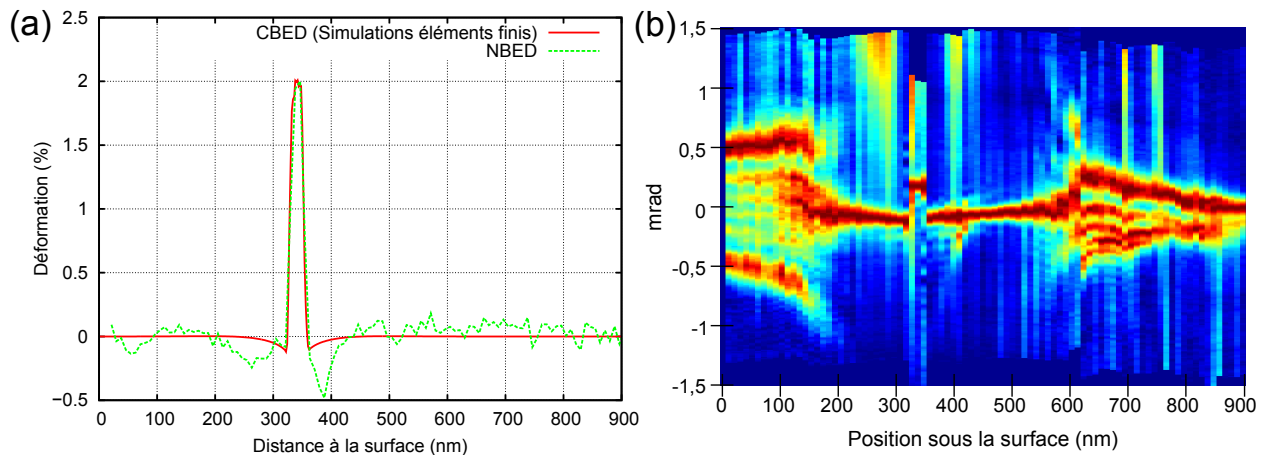 (a)
2.5
2
1.5
1
0.5
0
−0.5
Déformation (%)
CBED (Simulations éléments finis)
NBED
0 100 200 300 400 500 600 700 800 900
Distance à la surface (nm)
(b)
1,5
1
0,5
0
-0,5
-1
-1,5
mrad
0 100 200 300 400 500 600 700 800 900
Position sous la surface (nm)